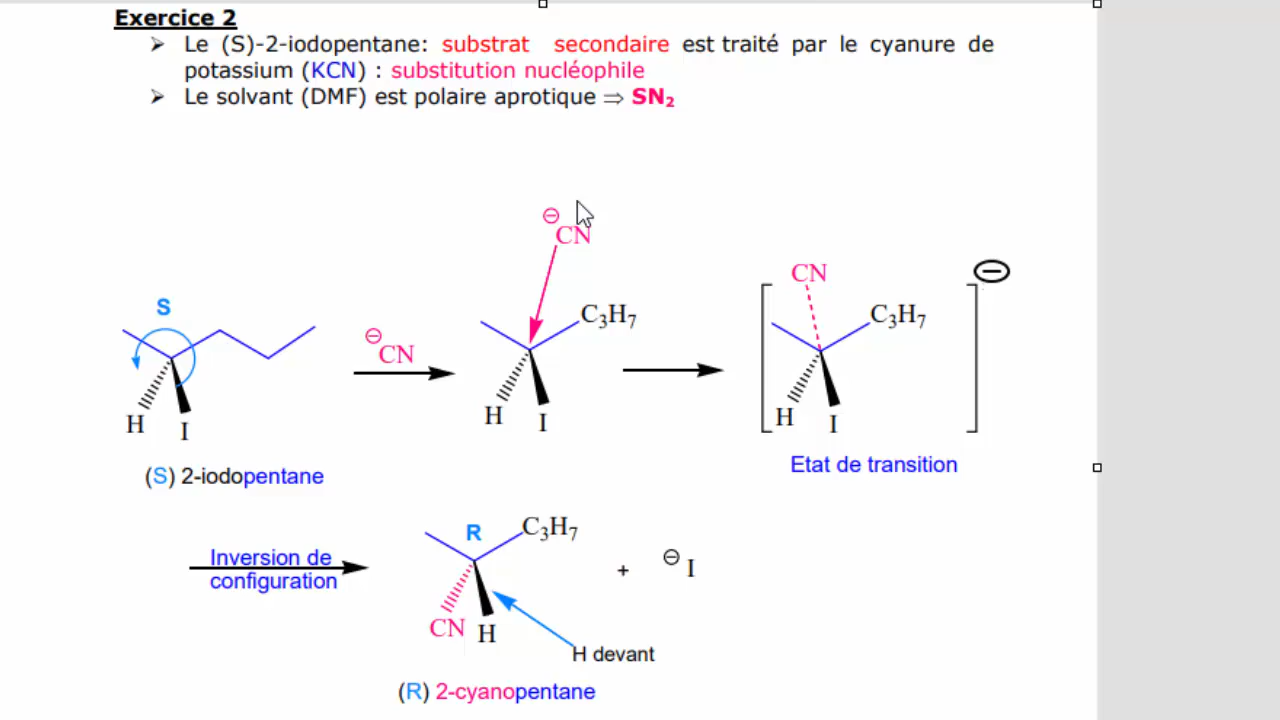 Exercice 2
➢ Le (S)-2-iodopentane: substrat secondaire est traité par le cyanure de
potassium (KCN) : substitution nucléophile
➢ Le solvant (DMF) est polaire aprotique ⇒ SN₂
⊖
CN
CN
⊖
S
C₃H₇
C₃H₇
⊖
CN
H
I
H
I
H
I
(S) 2-iodopentane
Etat de transition
Inversion de
configuration
R
C₃H₇
+
⊖
I
CN
H
H devant
(R) 2-cyanopentane